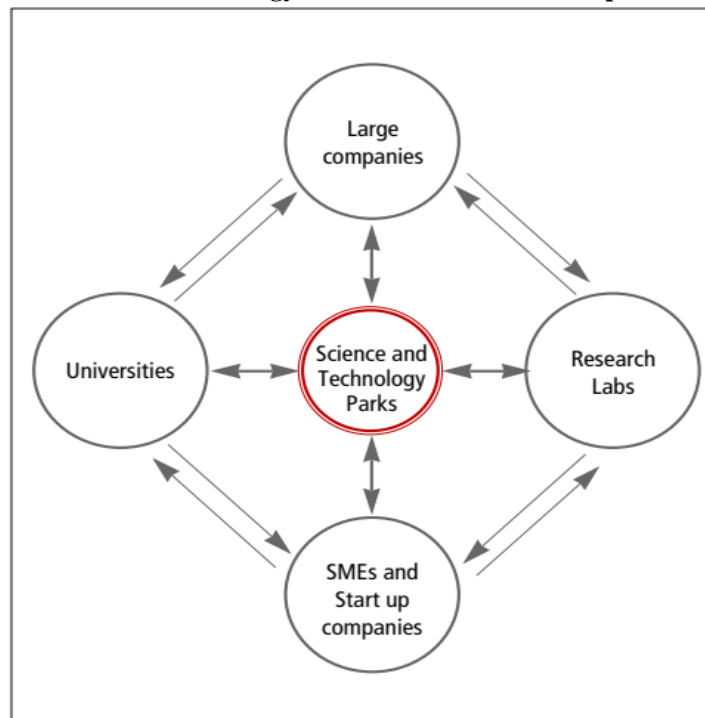 Large
companies
Universities
Science and
Technology
Parks
Research
Labs
SMEs and
Start up
companies